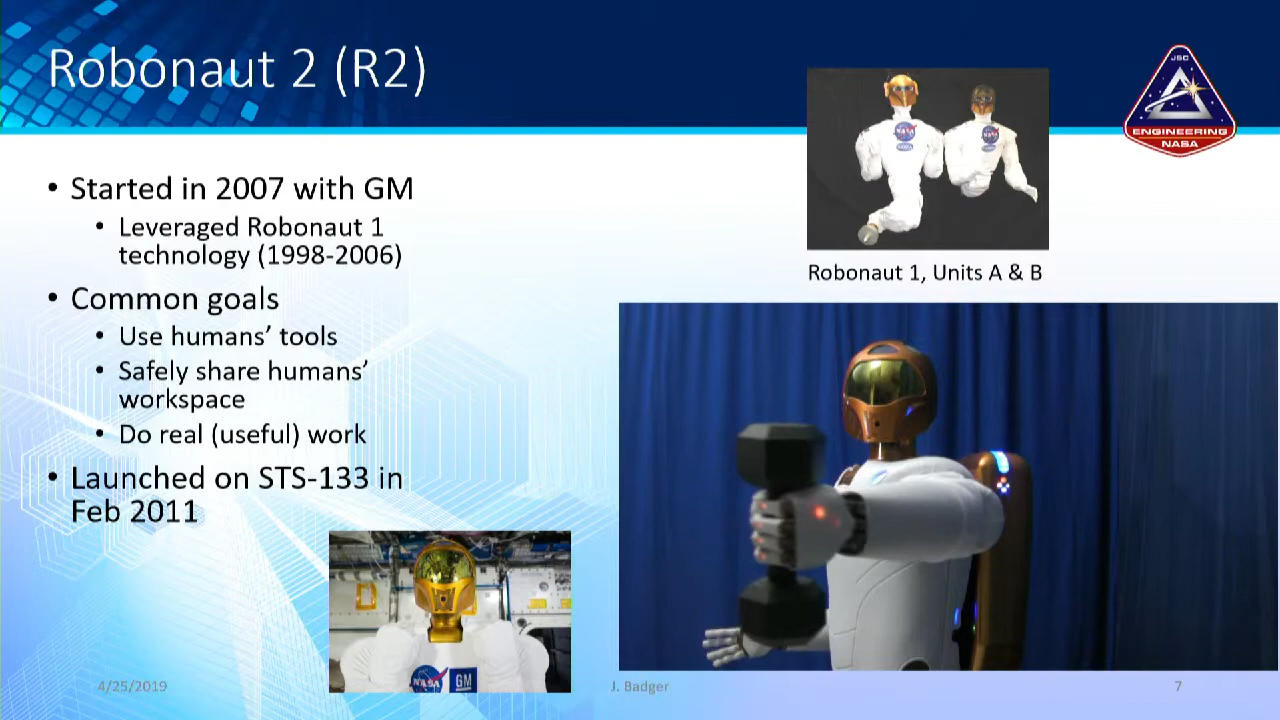 Robonaut 2 (R2)
JSC
ENGINEERING
NASA
• Started in 2007 with GM
• Leveraged Robonaut 1
technology (1998-2006)
• Common goals
• Use humans’ tools
• Safely share humans’
workspace
• Do real (useful) work
• Launched on STS-133 in
Feb 2011
NASA
NASA
Robonaut 1, Units A & B
NASA
GM
4/25/2019
J. Badger
7